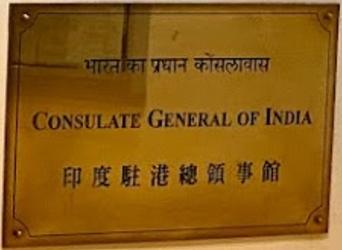 भारत का प्रधान कोंसलावास
CONSULATE GENERAL OF INDIA
印度駐港總領事館